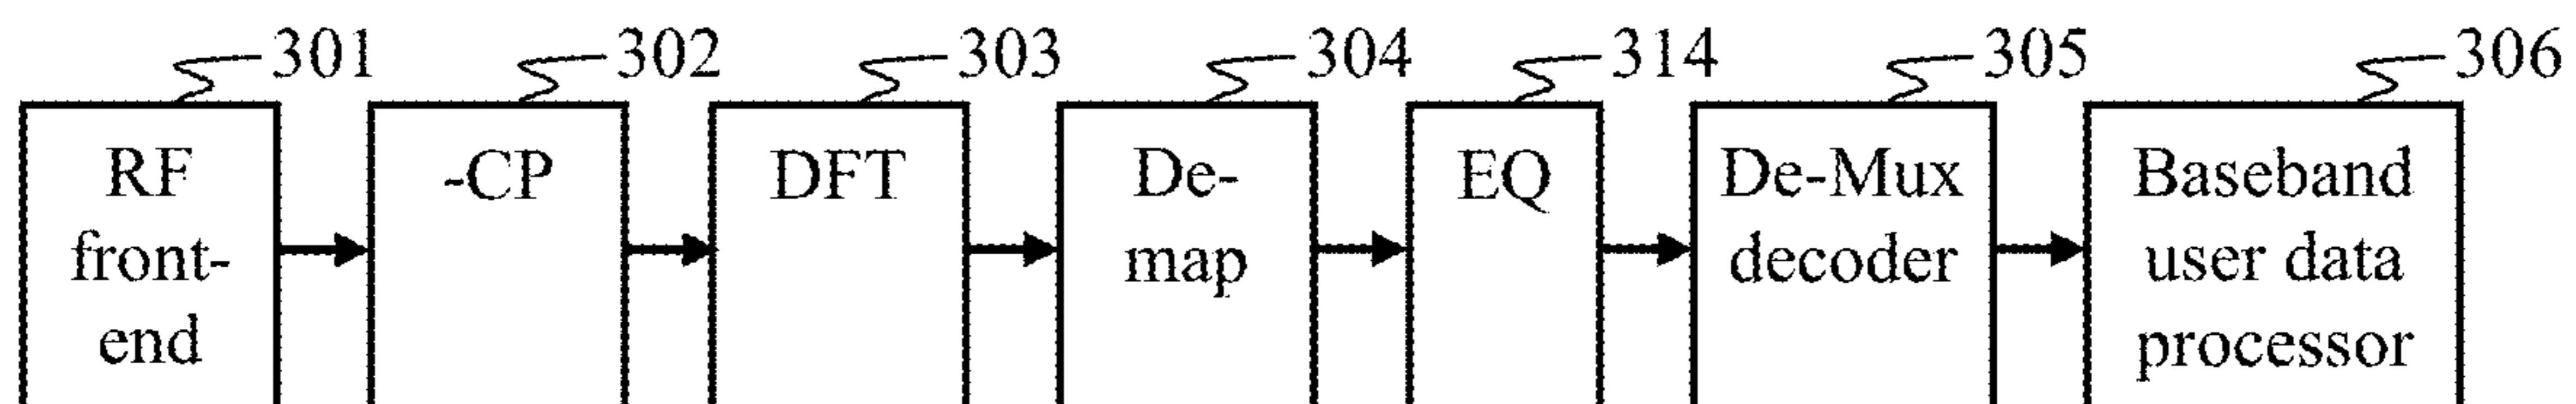 301 302 303 304 314 305 306
RF
front-
end
-CP
DFT
De-
map
EQ
De-Mux
decoder
Baseband
user data
processor